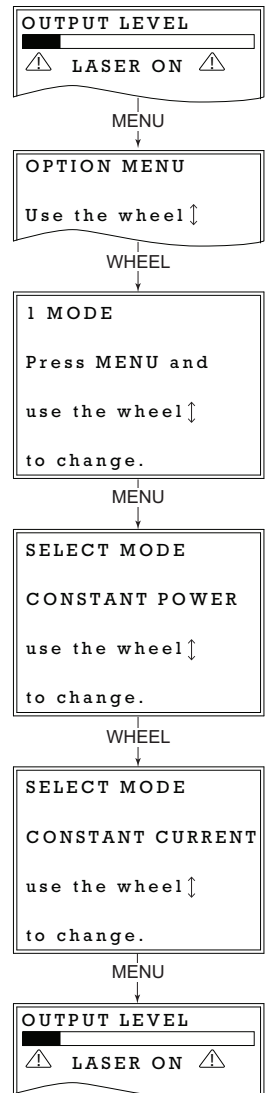 OUTPUT LEVEL
LASER ON
MENU
OPTION MENU
Use the wheel ↕
WHEEL
1 MODE
Press MENU and
use the wheel ↕
to change.
MENU
SELECT MODE
CONSTANT POWER
use the wheel ↕
to change.
WHEEL
SELECT MODE
CONSTANT CURRENT
use the wheel ↕
to change.
MENU
OUTPUT LEVEL
LASER ON